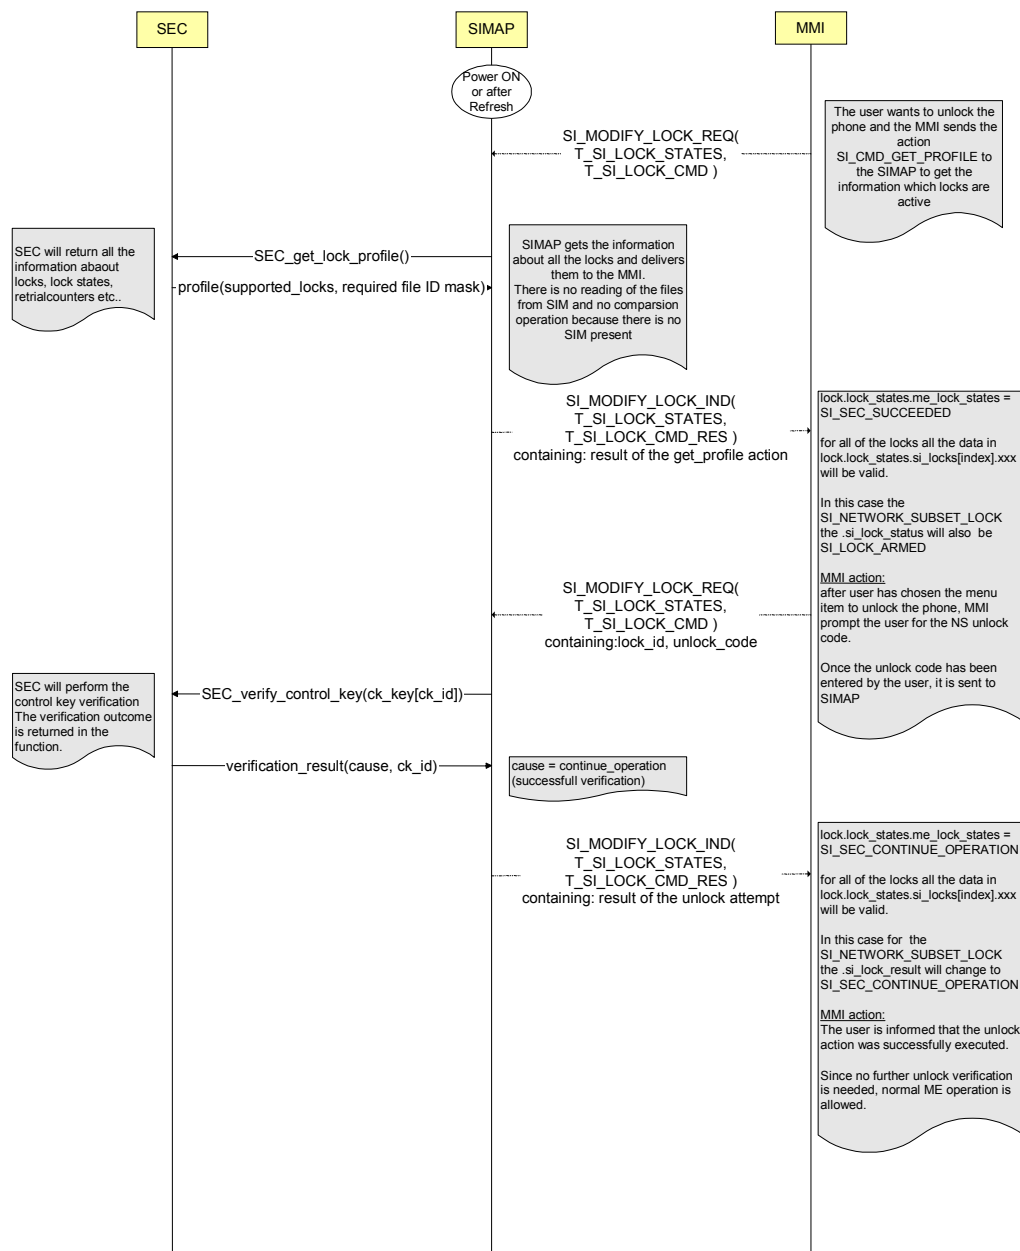 SEC
SIMAP
MMI
Power ON
or after
Refresh
The user wants to unlock the
phone and the MMI sends the
action
SI_CMD_GET_PROFILE to
the SIMAP to get the
information which locks are
active
SI_MODIFY_LOCK_REQ(
T_SI_LOCK_STATES,
T_SI_LOCK_CMD )
SEC will return all the
information abaout
locks, lock states,
retrialcounters etc..
SEC_get_lock_profile()
profile(supported_locks, required file ID mask)
SIMAP gets the information
about all the locks and delivers
them to the MMI.
There is no reading of the files
from SIM and no comparsion
operation because there is no
SIM present
SI_MODIFY_LOCK_IND(
T_SI_LOCK_STATES,
T_SI_LOCK_CMD_RES )
containing: result of the get_profile action
lock.lock_states.me_lock_states =
SI_SEC_SUCCEEDED
for all of the locks all the data in
lock.lock_states.si_locks[index].xxx
will be valid.
In this case the
SI_NETWORK_SUBSET_LOCK
the .si_lock_status will also be
SI_LOCK_ARMED
MMI action:
after user has chosen the menu
item to unlock the phone, MMI
prompt the user for the NS unlock
code.
Once the unlock code has been
entered by the user, it is sent to
SIMAP
SI_MODIFY_LOCK_REQ(
T_SI_LOCK_STATES,
T_SI_LOCK_CMD )
containing:lock_id, unlock_code
SEC will perform the
control key verification
The verification outcome
is returned in the
function.
SEC_verify_control_key(ck_key[ck_id])
verification_result(cause, ck_id)
cause = continue_operation
(successfull verification)
SI_MODIFY_LOCK_IND(
T_SI_LOCK_STATES,
T_SI_LOCK_CMD_RES )
containing: result of the unlock attempt
lock.lock_states.me_lock_states =
SI_SEC_CONTINUE_OPERATION
for all of the locks all the data in
lock.lock_states.si_locks[index].xxx
will be valid.
In this case for the
SI_NETWORK_SUBSET_LOCK
the .si_lock_result will change to
SI_SEC_CONTINUE_OPERATION
MMI action:
The user is informed that the unlock
action was successfully executed.
Since no further unlock verification
is needed, normal ME operation is
allowed.